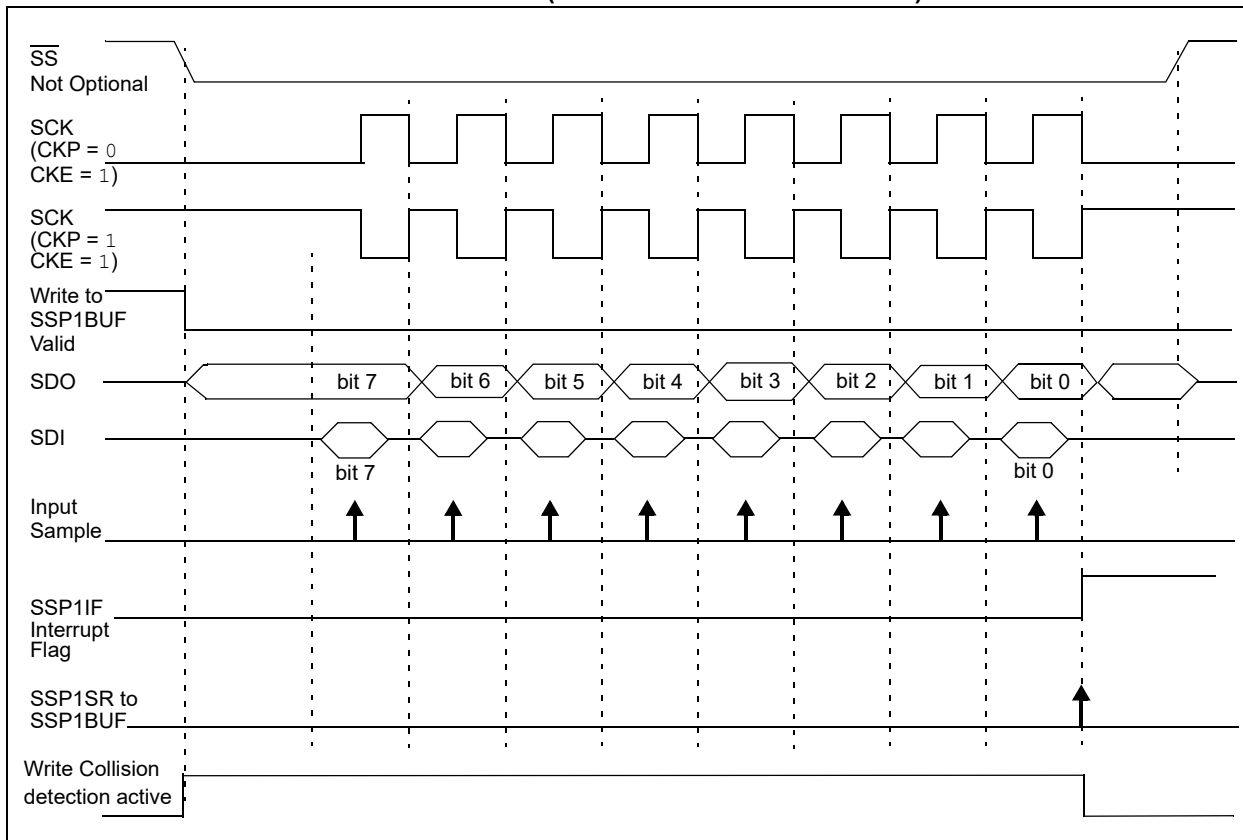 SS
Not Optional
SCK
(CKP = 0
CKE = 1)
SCK
(CKP = 1
CKE = 1)
Write to
SSP1BUF
Valid
SDO
bit 7 bit 6 bit 5 bit 4 bit 3 bit 2 bit 1 bit 0
SDI
bit 7 bit 0
Input
Sample
SSP1IF
Interrupt
Flag
SSP1SR to
SSP1BUF
Write Collision
detection active